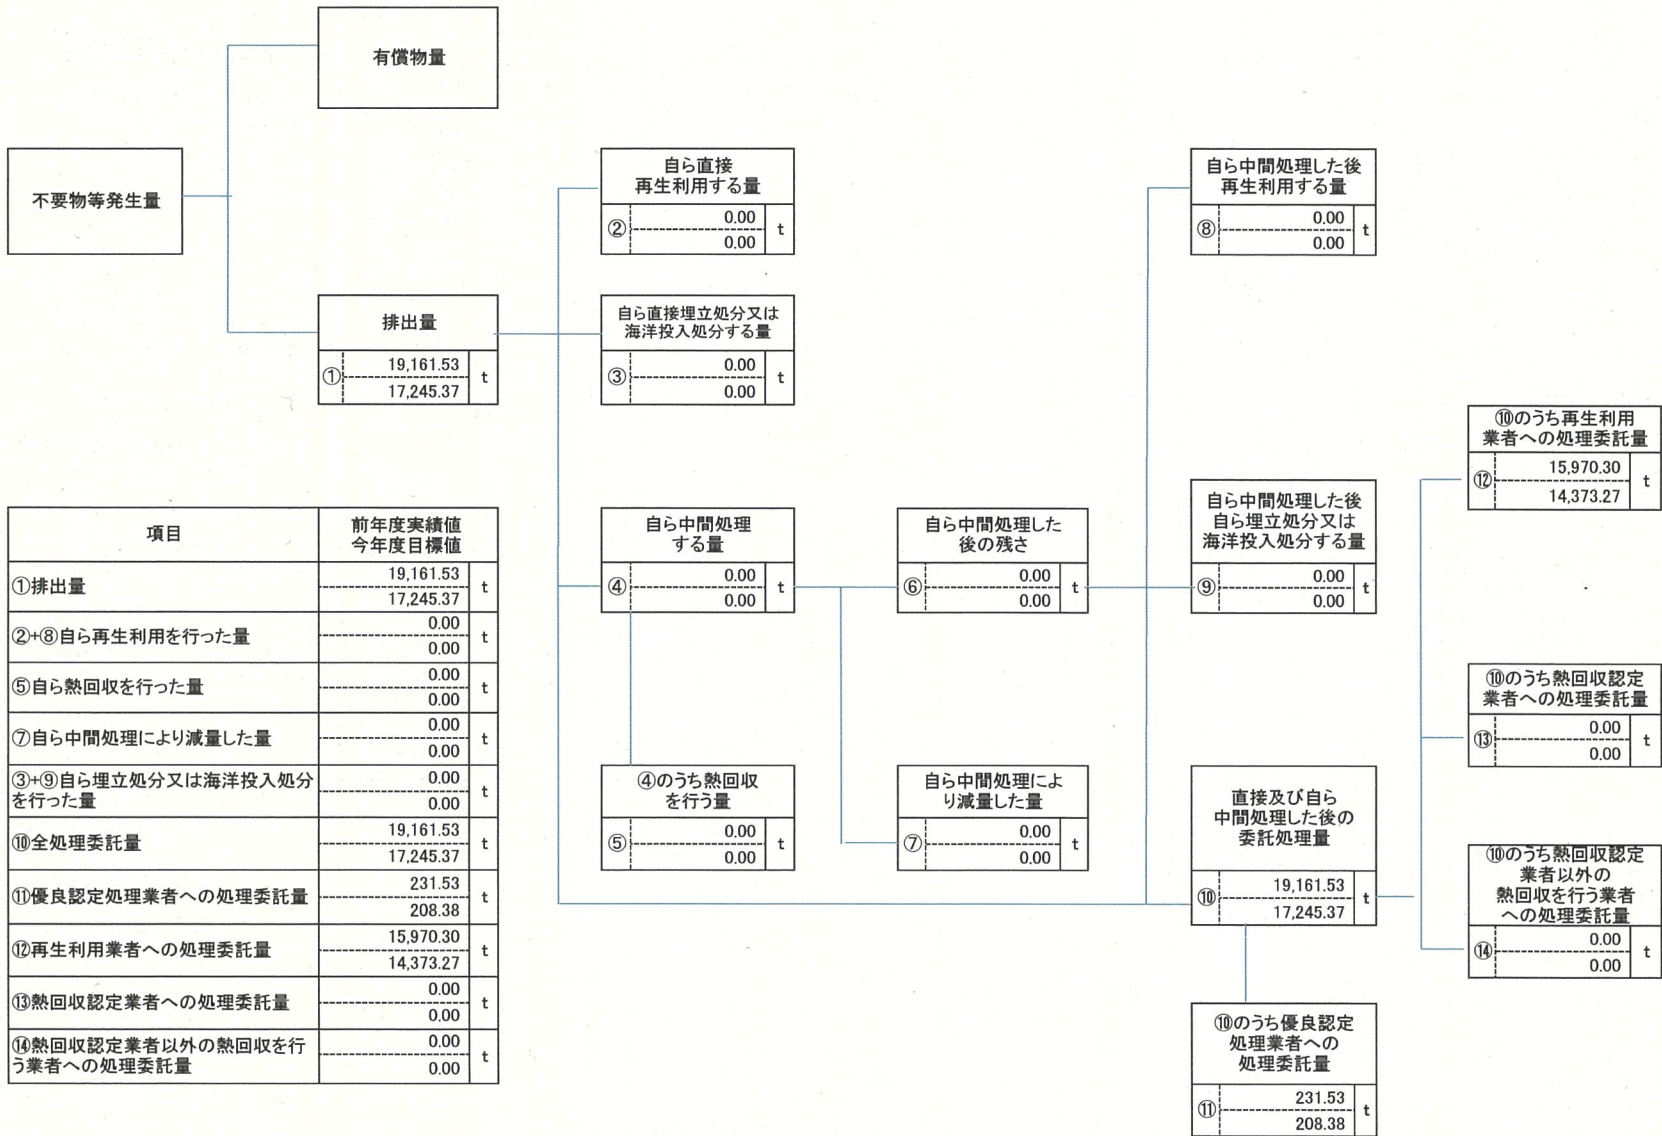 有償物量
不要物等発生量
排出量
①
19,161.53
17,245.37
t
自ら直接
再生利用する量
②
0.00
0.00
t
自ら直接埋立処分又は
海洋投入処分する量
③
0.00
0.00
t
自ら中間処理
する量
④
0.00
0.00
t
④のうち熱回収
を行う量
⑤
0.00
0.00
t
自ら中間処理した
後の残さ
⑥
0.00
0.00
t
自ら中間処理によ
り減量した量
⑦
0.00
0.00
t
自ら中間処理した後
再生利用する量
⑧
0.00
0.00
t
自ら中間処理した後
自ら埋立処分又は
海洋投入処分する量
⑨
0.00
0.00
t
直接及び自ら
中間処理した後の
委託処理量
⑩
19,161.53
17,245.37
t
⑩のうち優良認定
処理業者への
処理委託量
⑪
231.53
208.38
t
⑩のうち再生利用
業者への処理委託量
⑫
15,970.30
14,373.27
t
⑩のうち熱回収認定
業者への処理委託量
⑬
0.00
0.00
t
⑩のうち熱回収認定
業者以外の
熱回収を行う業者
への処理委託量
⑭
0.00
0.00
t
項目
前年度実績値
今年度目標値
①排出量
19,161.53
17,245.37
t
②+⑧自ら再生利用を行った量
0.00
0.00
t
⑤自ら熱回収を行った量
0.00
0.00
t
⑦自ら中間処理により減量した量
0.00
0.00
t
③+⑨自ら埋立処分又は海洋投入処分
を行った量
0.00
0.00
t
⑩全処理委託量
19,161.53
17,245.37
t
⑪優良認定処理業者への処理委託量
231.53
208.38
t
⑫再生利用業者への処理委託量
15,970.30
14,373.27
t
⑬熱回収認定業者への処理委託量
0.00
0.00
t
⑭熱回収認定業者以外の熱回収を行
う業者への処理委託量
0.00
0.00
t